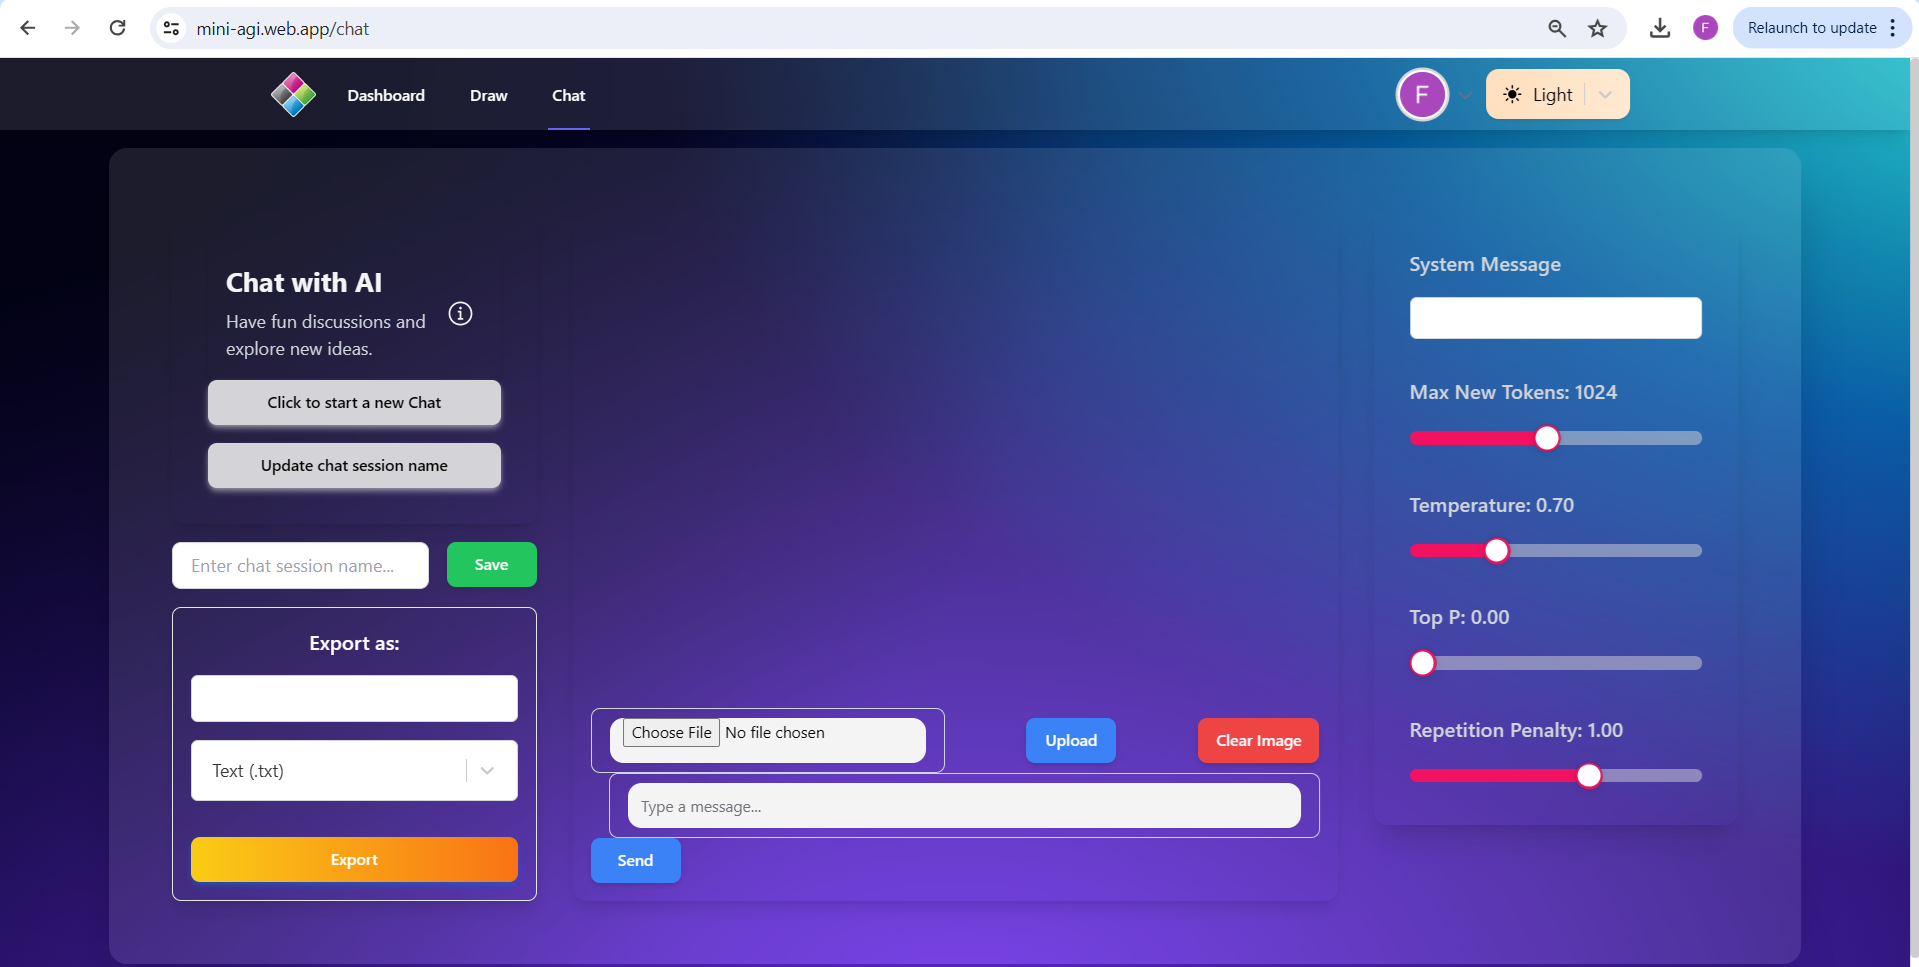 mini-agi.web.app/chat
F
Relaunch to update
Dashboard
Draw
Chat
F
Light
Chat with AI
Have fun discussions and
explore new ideas.
Click to start a new Chat
Update chat session name
Enter chat session name...
Save
Export as:
Text (.txt)
Export
Choose File No file chosen
Upload
Clear Image
Type a message...
Send
System Message
Max New Tokens: 1024
Temperature: 0.70
Top P: 0.00
Repetition Penalty: 1.00